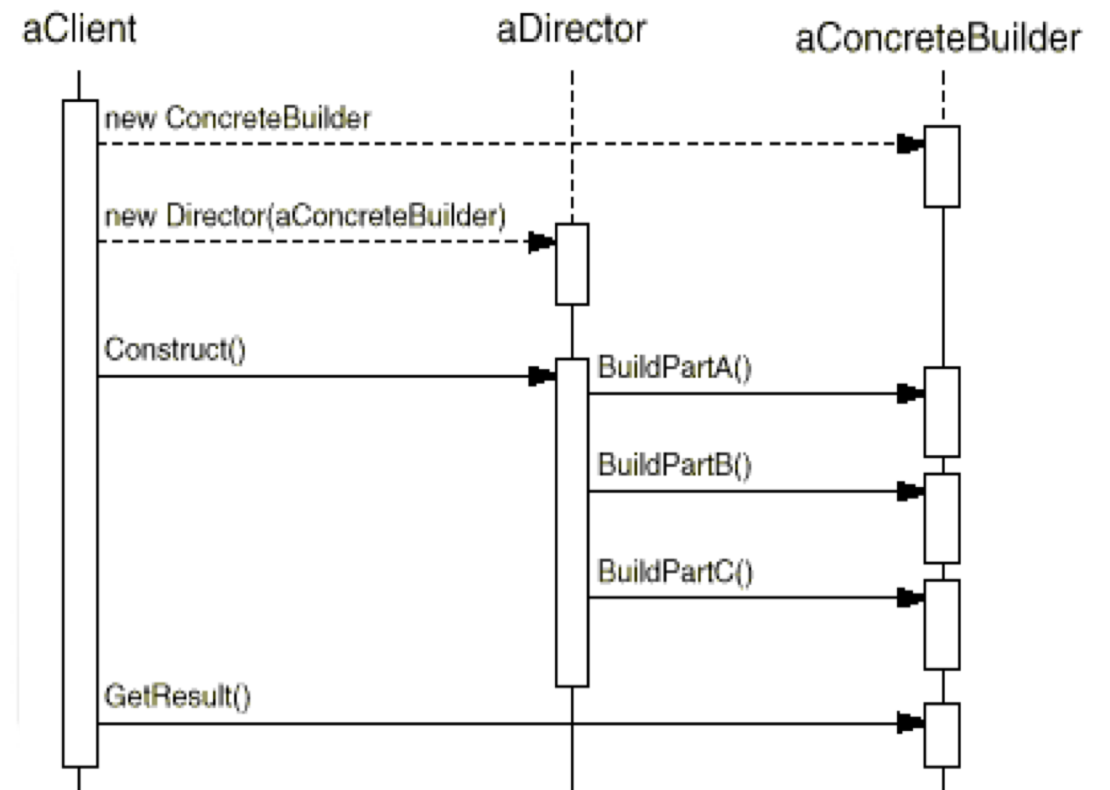 aClient
aDirector
aConcreteBuilder
new ConcreteBuilder
new Director(aConcreteBuilder)
Construct()
BuildPartA()
BuildPartB()
BuildPartC()
GetResult()